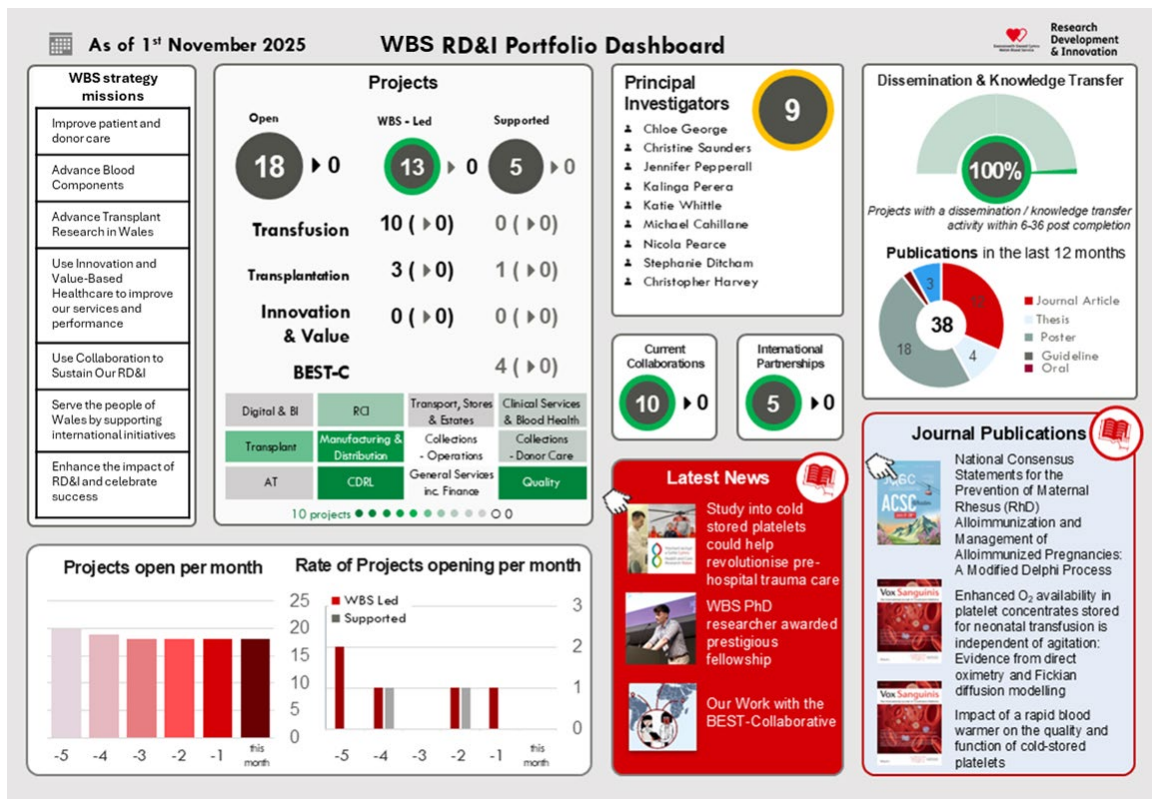 As of 1st November 2025
WBS RD&I Portfolio Dashboard
Research
Development
& Innovation
WBS strategy
missions
Improve patient and
donor care
Advance Blood
Components
Advance Transplant
Research in Wales
Use Innovation and
Value-Based
Healthcare to improve
our services and
performance
Use Collaboration to
Sustain Our RD&I
Serve the people of
Wales by supporting
international initiatives
Enhance the impact of
RD&I and celebrate
success
Projects
Open
WBS - Led
Supported
18 0
13 0
5 0
Transfusion 10 ( 0) 0 ( 0)
Transplantation 3 ( 0) 1 ( 0)
Innovation
& Value 0 ( 0) 0 ( 0)
BEST-C 4 ( 0)
Digital & BI
RCI
Transport, Stores
& Estates
Clinical Services
& Blood Health
Transplant
Manufacturing &
Distribution
Collections
- Operations
Collections
- Donor Care
AT
CDRL
General Services
inc. Finance
Quality
10 projects 0
Principal
Investigators
9
Chloe George
Christine Saunders
Jennifer Pepperall
Kalinga Perera
Katie Whittle
Michael Cahillane
Nicola Pearce
Stephanie Ditcham
Christopher Harvey
Current
Collaborations
10 0
International
Partnerships
5 0
Dissemination & Knowledge Transfer
100%
Projects with a dissemination / knowledge transfer
activity within 6-36 post completion
Publications in the last 12 months
3
12
18
4
38
Journal Article
Thesis
Poster
Guideline
Oral
Projects open per month
25
20
15
10
5
0
-5 -4 -3 -2 -1 this
month
Rate of Projects opening per month
WBS Led
Supported
3
2
1
0
-5 -4 -3 -2 -1 this
month
Latest News
Study into cold
stored platelets
could help
revolutionise pre-
hospital trauma care
WBS PhD
researcher awarded
prestigious
fellowship
Our Work with the
BEST-Collaborative
Journal Publications
ACSC
National Consensus
Statements for the
Prevention of Maternal
Rhesus (RhD)
Alloimmunization and
Management of
Alloimmunized Pregnancies:
A Modified Delphi Process
Vox Sanguinis
Enhanced O₂ availability in
platelet concentrates stored
for neonatal transfusion is
independent of agitation:
Evidence from direct
oximetry and Fickian
diffusion modelling
Vox Sanguinis
Impact of a rapid blood
warmer on the quality and
function of cold-stored
platelets